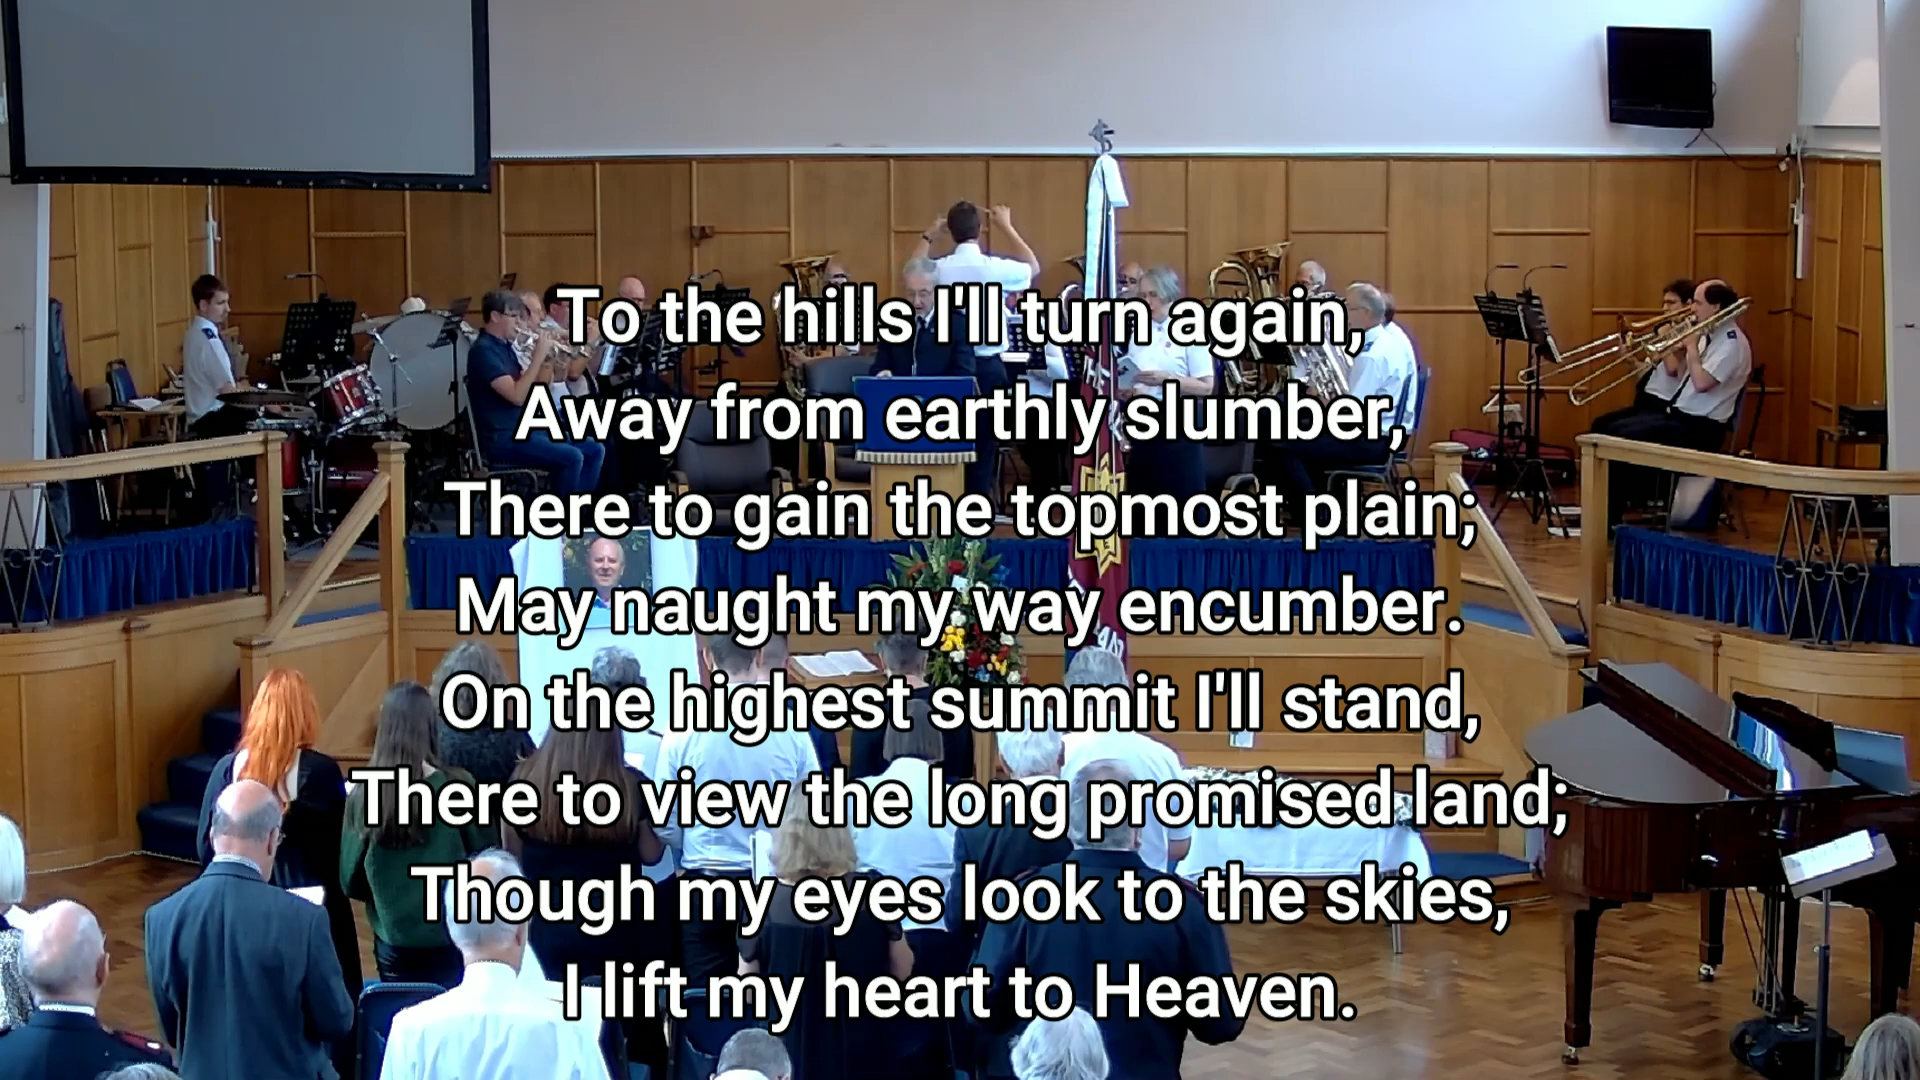 To the hills I'll turn again,
Away from earthly slumber,
There to gain the topmost plain;
May naught my way encumber.
On the highest summit I'll stand,
There to view the long promised land;
Though my eyes look to the skies,
I lift my heart to Heaven.